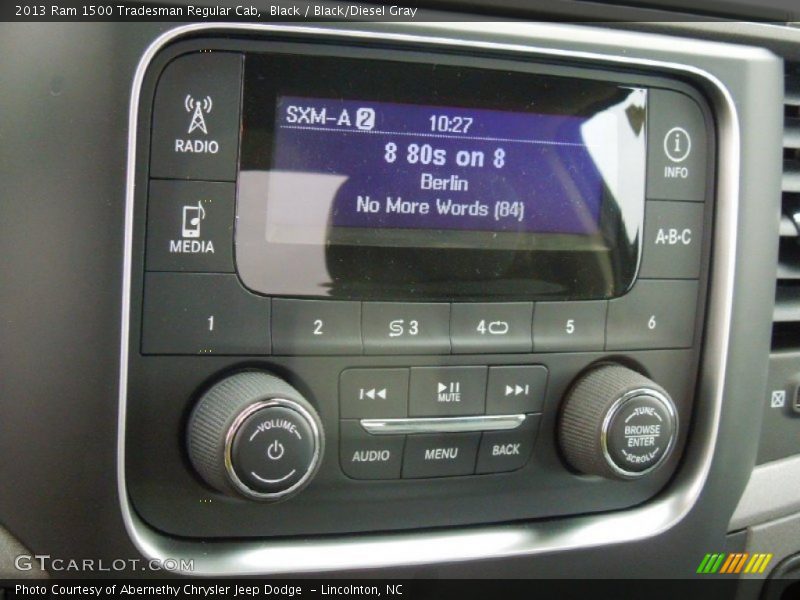 2013 Ram 1500 Tradesman Regular Cab,  Black / Black/Diesel Gray
RADIO
MEDIA
SXM-A 2
10:27
8 80s on 8
Berlin
No More Words (84)
i
INFO
A•B•C
1
2
3
4
5
6
VOLUME
MUTE
AUDIO
MENU
BACK
TUNE
BROWSE
ENTER
SCROLL
GTCARLOT.COM
Photo Courtesy of Abernethy Chrysler Jeep Dodge  – Lincolnton, NC